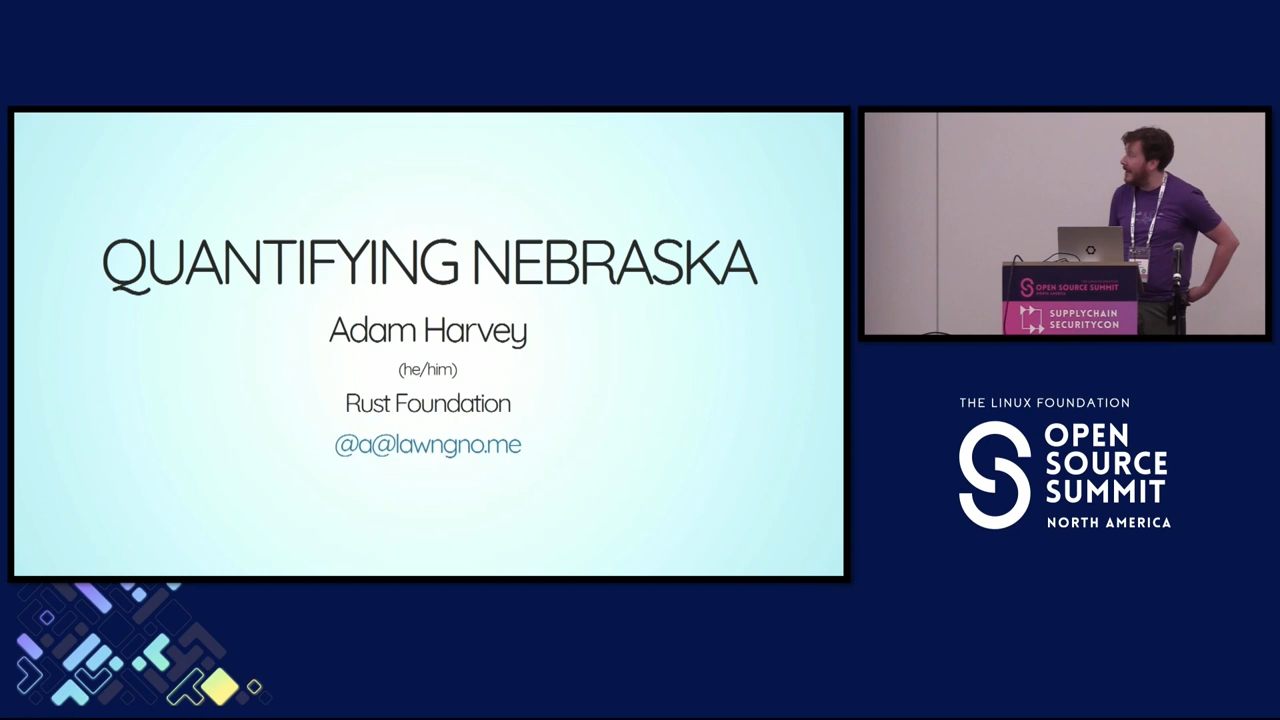 QUANTIFYING NEBRASKA
Adam Harvey
(he/him)
Rust Foundation
@a@lawngno.me
OPEN SOURCE SUMMIT
SUPPLYCHAIN
SECURITYCON
THE LINUX FOUNDATION
OPEN
SOURCE
SUMMIT
NORTH AMERICA